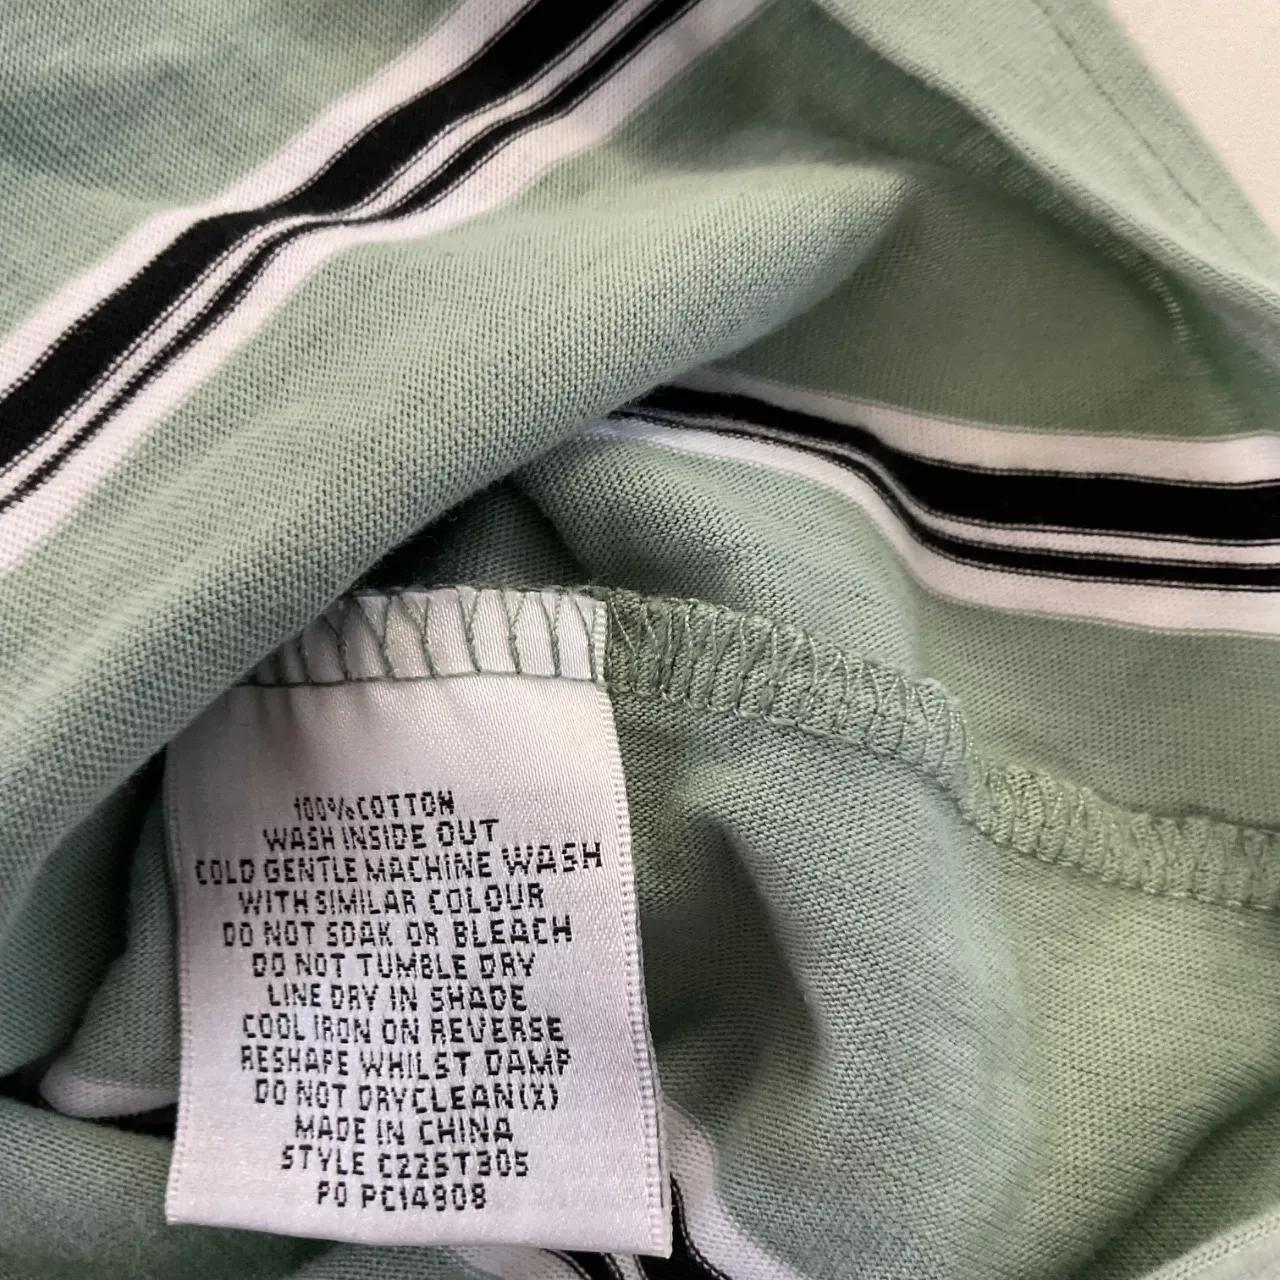 100% COTTON
WASH INSIDE OUT
COLD GENTLE MACHINE WASH
WITH SIMILAR COLOUR
DO NOT SOAK OR BLEACH
DO NOT TUMBLE DRY
LINE DRY IN SHADE
COOL IRON ON REVERSE
RESHAPE WHILST DAMP
DO NOT DRYCLEAN(X)
MADE IN CHINA
STYLE C22ST305
PO PC14908